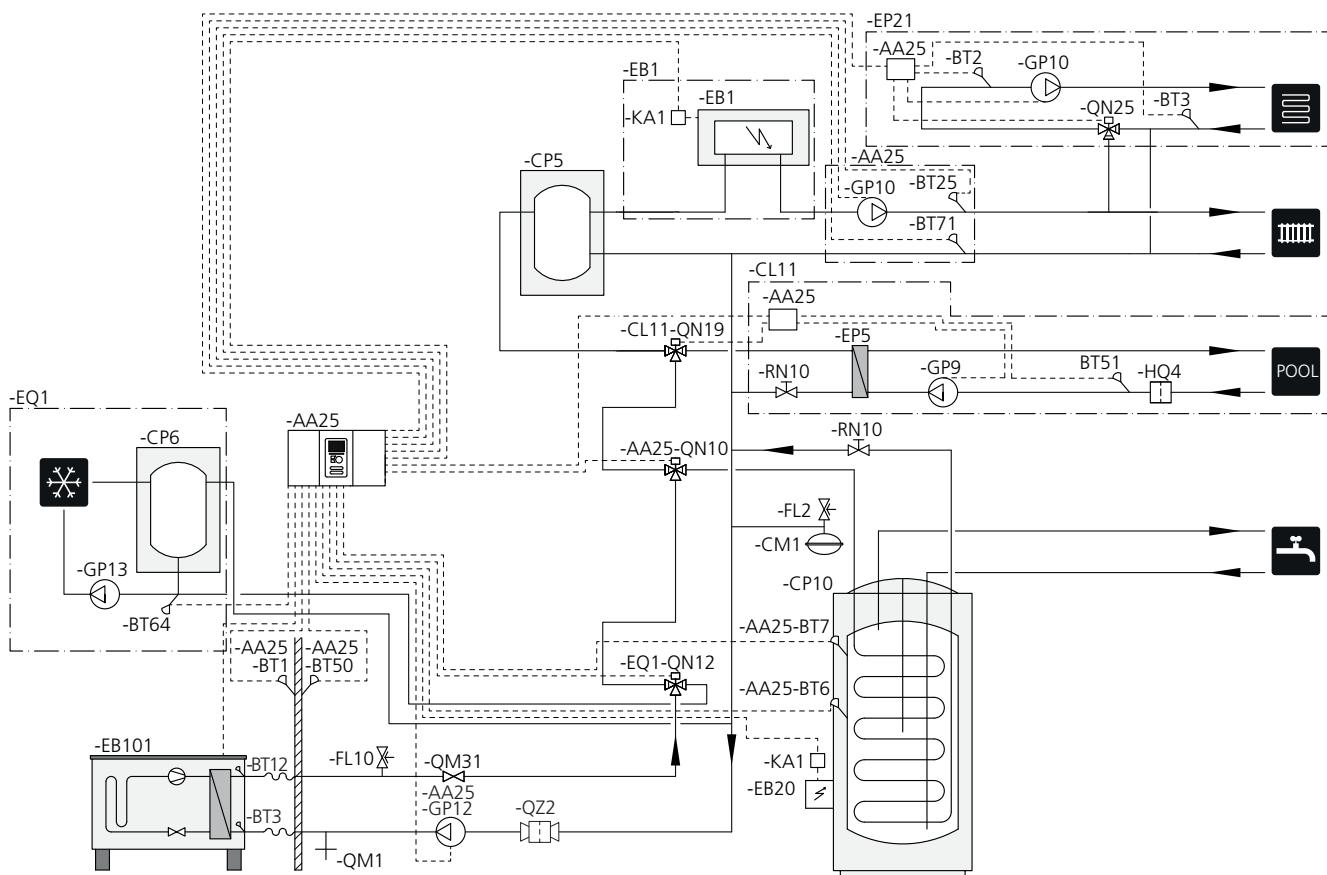 -EP21
-AA25
-BT2
-GP10
-EB1
-EB1
-KA1
-QN25
-BT3
-CP5
-AA25
-GP10
-BT25
-BT71
-CL11
-AA25
-CL11-QN19
-EP5
-RN10
-GP9
BT51
-HQ4
POOL
-EQ1
-AA25
-CP6
-AA25-QN10
-RN10
-FL2
-CM1
-GP13
-CP10
-BT64
-AA25
-BT1
-AA25
-BT50
-AA25-BT7
-EQ1-QN12
-AA25-BT6
-EB101
-BT12
-FL10
-QM31
-KA1
-EB20
-AA25
-GP12
-QZ2
-BT3
-QM1